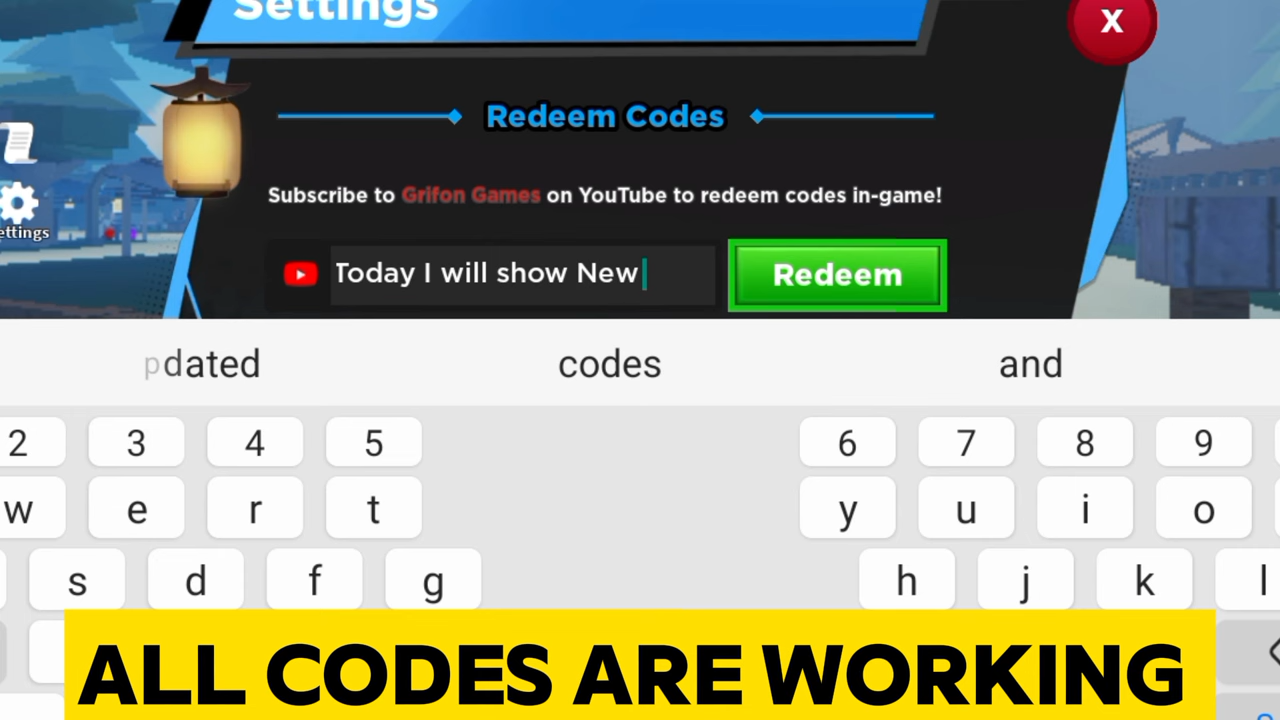 Settings
X
Redeem Codes
Subscribe to Grifon Games on YouTube to redeem codes in-game!
ettings
Today I will show New
Redeem
pdated codes and
2 3 4 5 6 7 8 9
w e r t y u i o
s d f g h j k l
ALL CODES ARE WORKING